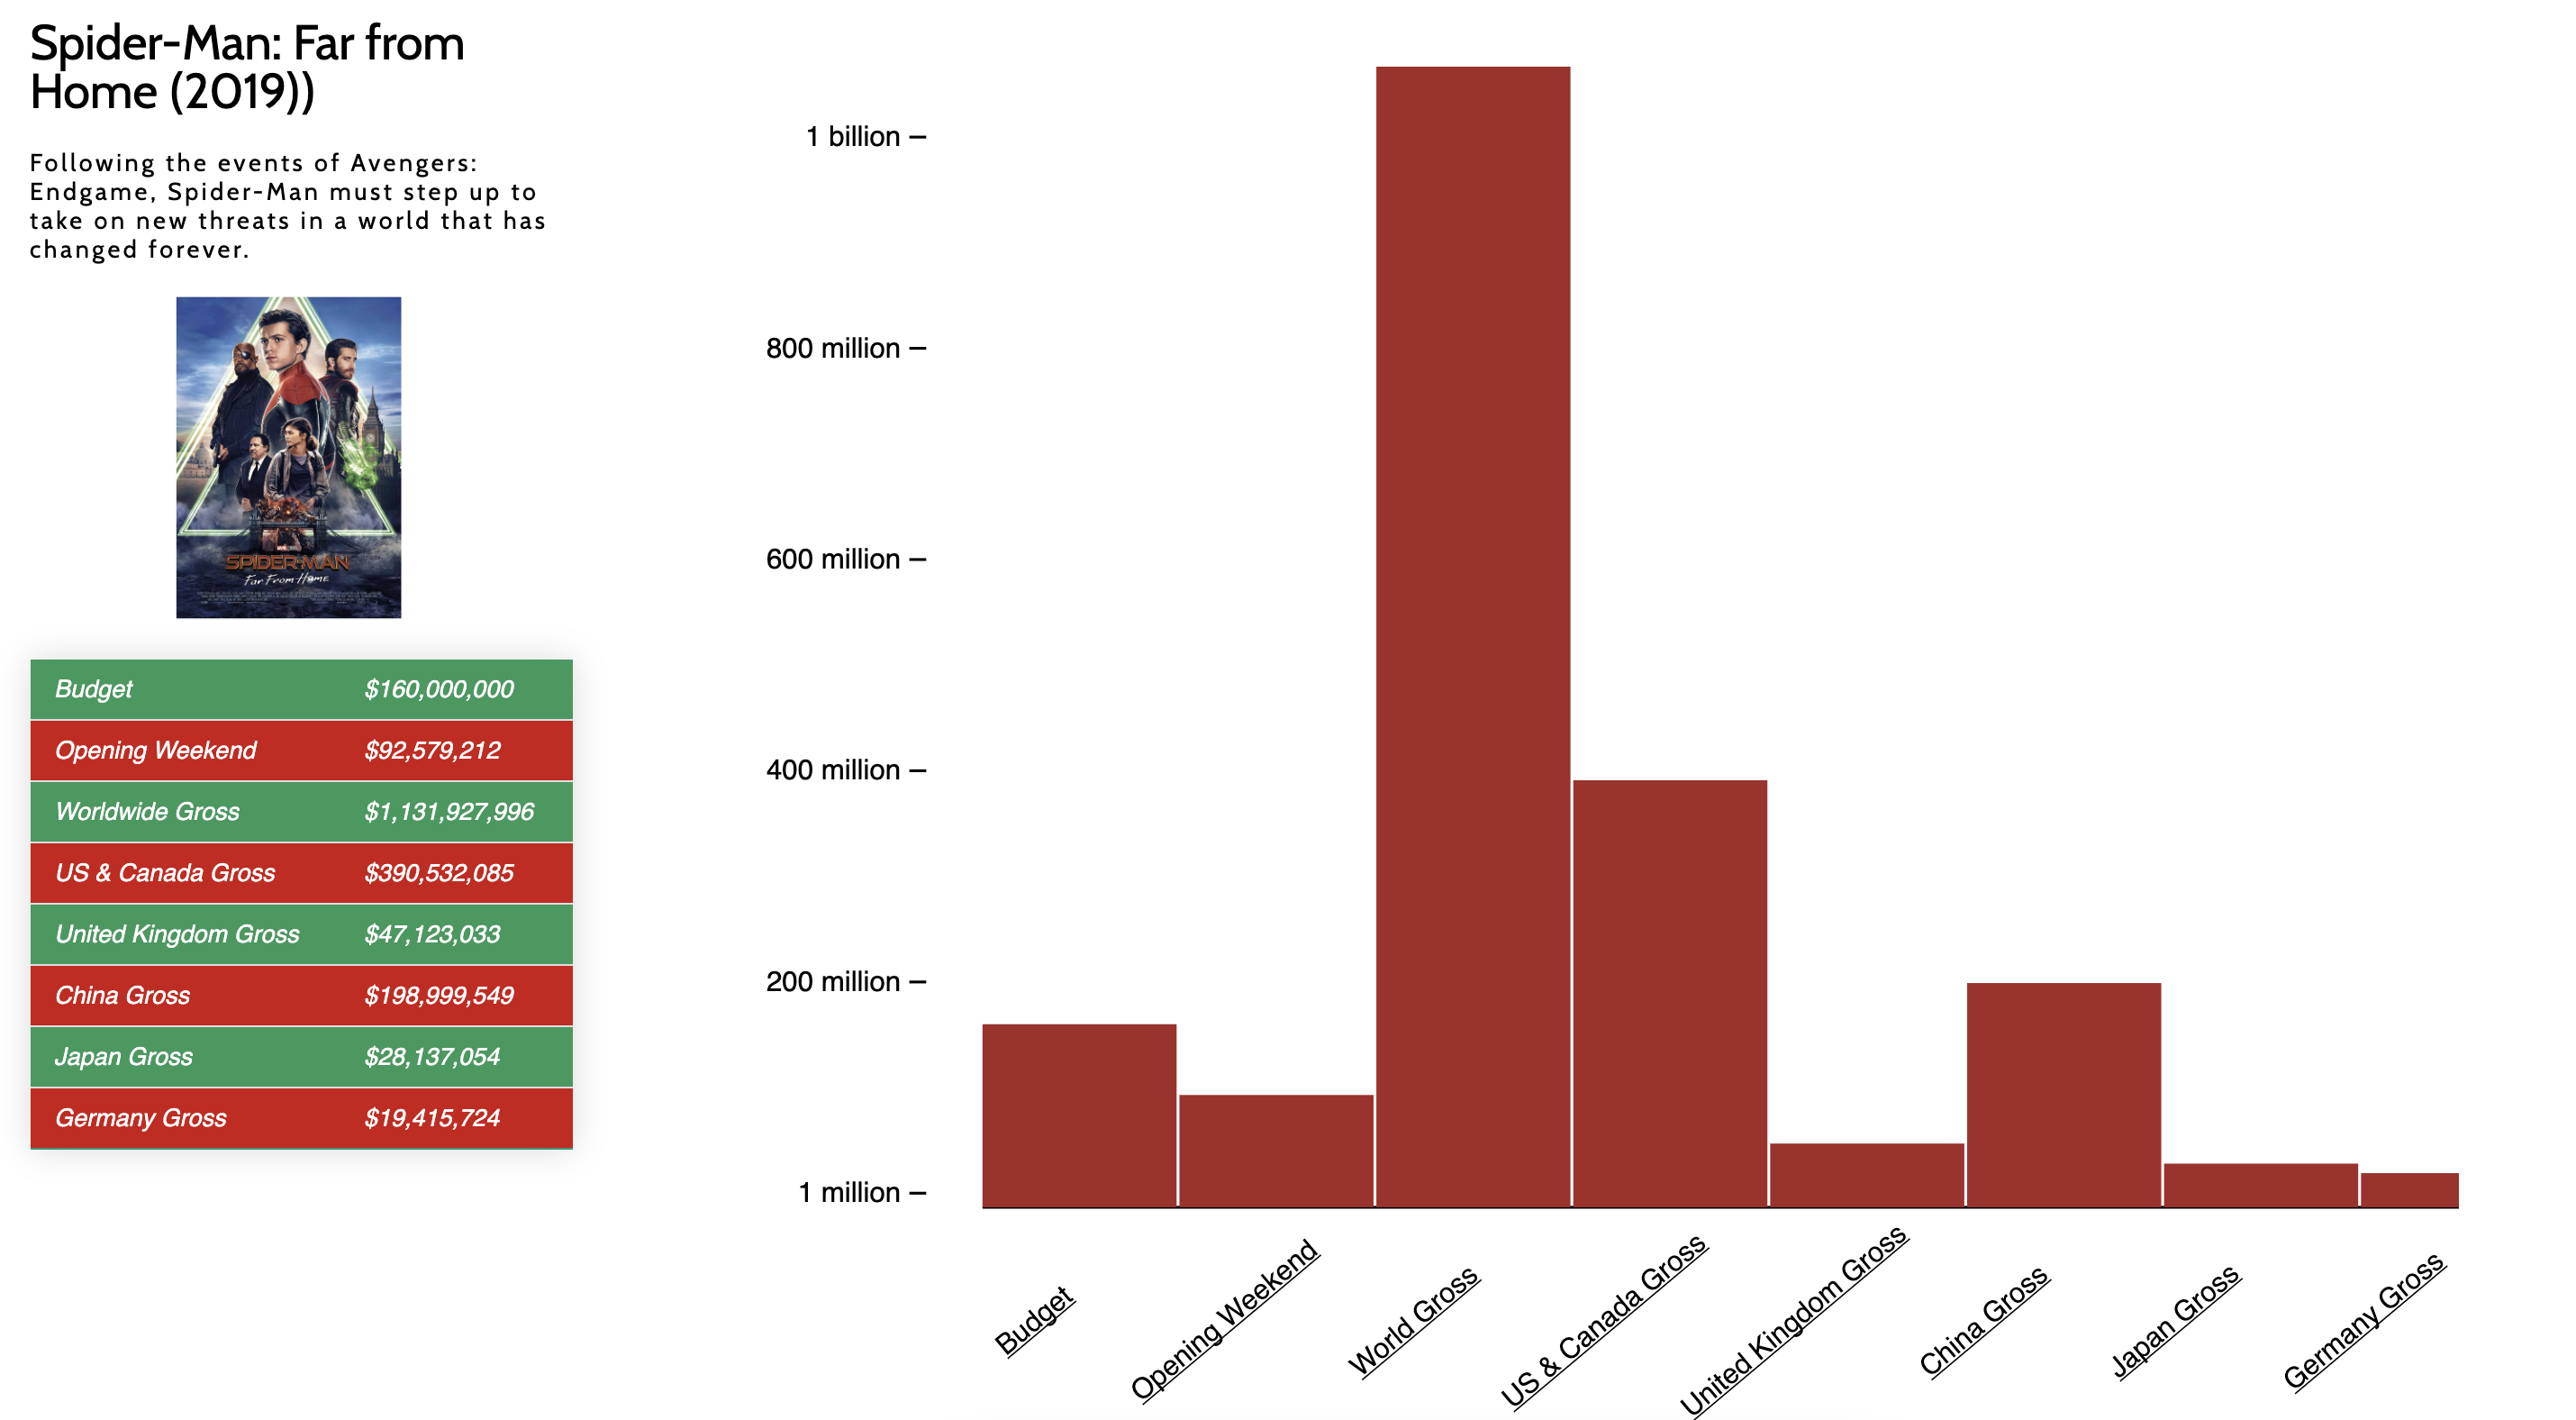 Spider-Man: Far from
Home (2019))
Following the events of Avengers:
Endgame, Spider-Man must step up to
take on new threats in a world that has
changed forever.
SPIDER-MAN
Far From Home
Budget $160,000,000
Opening Weekend $92,579,212
Worldwide Gross $1,131,927,996
US & Canada Gross $390,532,085
United Kingdom Gross $47,123,033
China Gross $198,999,549
Japan Gross $28,137,054
Germany Gross $19,415,724
1 billion
800 million
600 million
400 million
200 million
1 million
Budget
Opening Weekend
World Gross
US & Canada Gross
United Kingdom Gross
China Gross
Japan Gross
Germany Gross